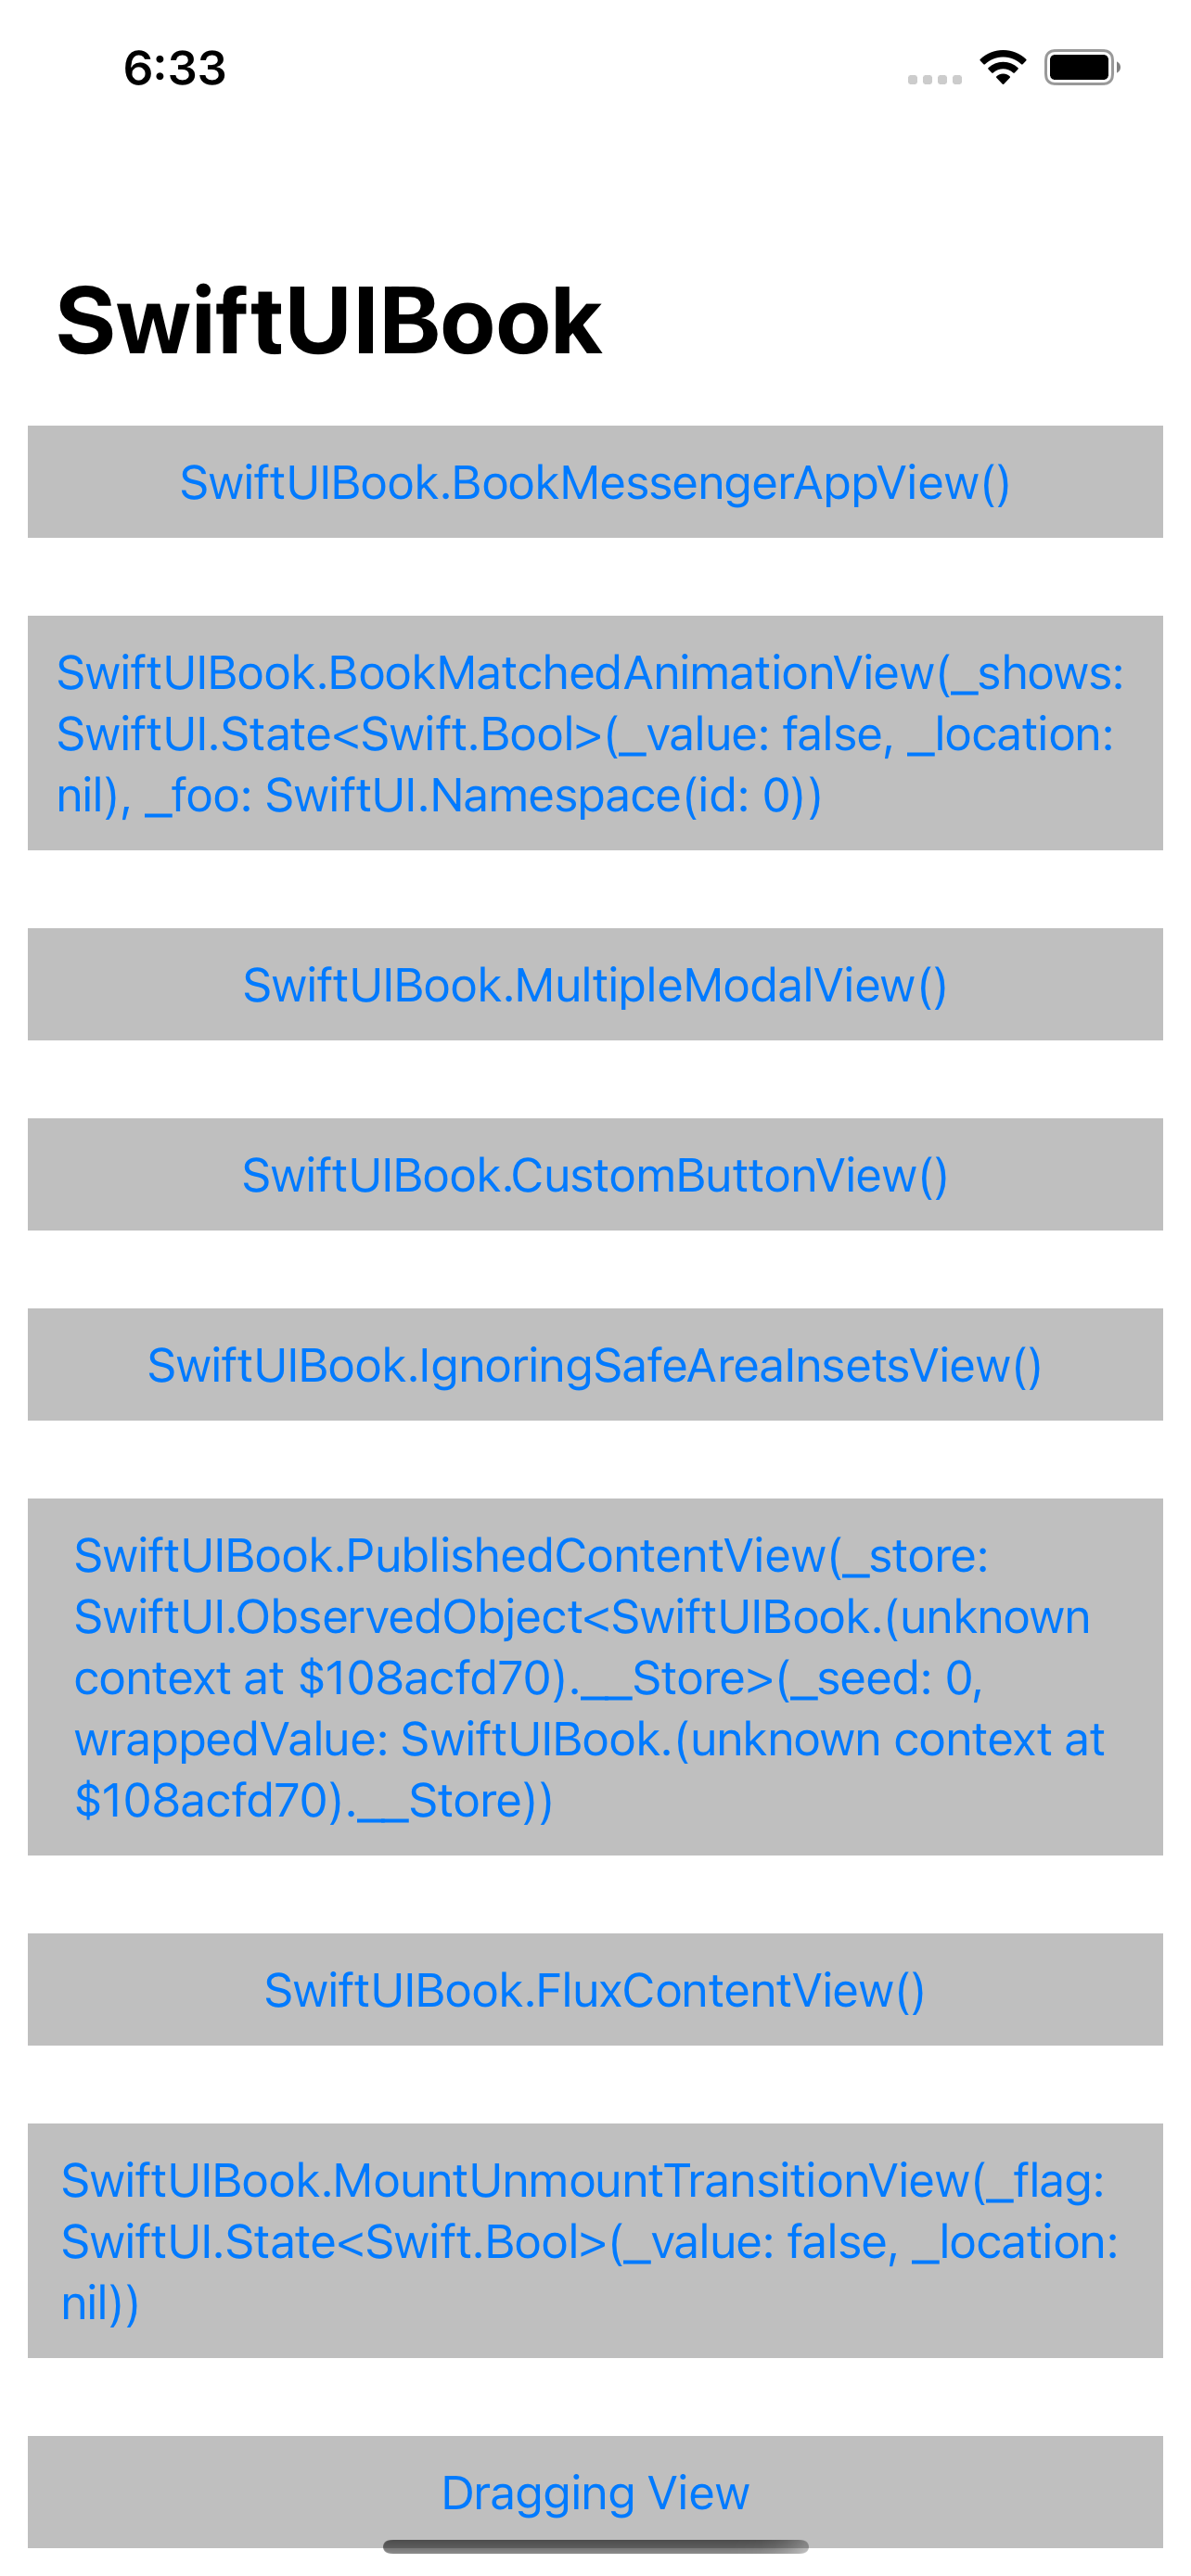 6:33
SwiftUIBook
SwiftUIBook.BookMessengerAppView()
SwiftUIBook.BookMatchedAnimationView(_shows:
SwiftUI.State<Swift.Bool>(_value: false, _location:
nil), _foo: SwiftUI.Namespace(id: 0))
SwiftUIBook.MultipleModalView()
SwiftUIBook.CustomButtonView()
SwiftUIBook.IgnoringSafeAreaInsetsView()
SwiftUIBook.PublishedContentView(_store:
SwiftUI.ObservedObject<SwiftUIBook.(unknown
context at $108acfd70).__Store>(_seed: 0,
wrappedValue: SwiftUIBook.(unknown context at
$108acfd70).__Store))
SwiftUIBook.FluxContentView()
SwiftUIBook.MountUnmountTransitionView(_flag:
SwiftUI.State<Swift.Bool>(_value: false, _location:
nil))
Dragging View